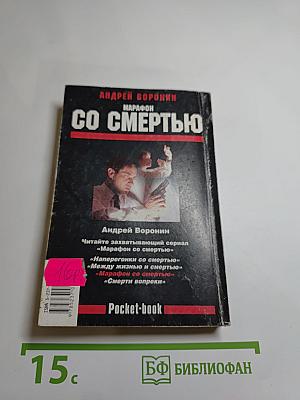 АНДРЕЙ ВОРОНИН
МАРАФОН
СО СМЕРТЬЮ
Андрей Воронин
Читайте захватывающий сериал
«Марафон со смертью»
«Наперегонки со смертью»
«Между жизнью и смертью»
«Марафон со смертью»
«Смерти вопреки»
Pocket-book
15 с
БФ БИБЛИОФАН